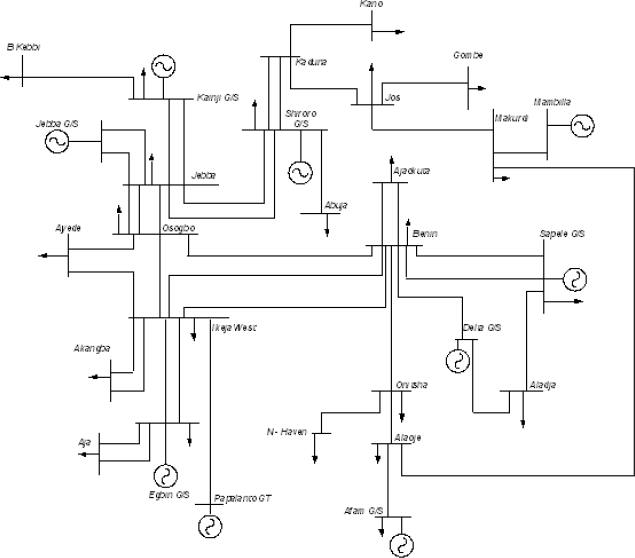 Kano
B Kebbi
Kaduna
Gombe
Kainji G/S
Jos
Shiroro
G/S
Makurdi
Mambilla
Jebba G/S
Jebba
Ajaokuta
Abuja
Ayede
Osogbo
Benin
Sapele G/S
Ikeja West
Delta G/S
Akangba
Onitsha
Aladja
N- Haven
Alaoje
Aja
Egbin G/S
Papalanto GT
Afam G/S